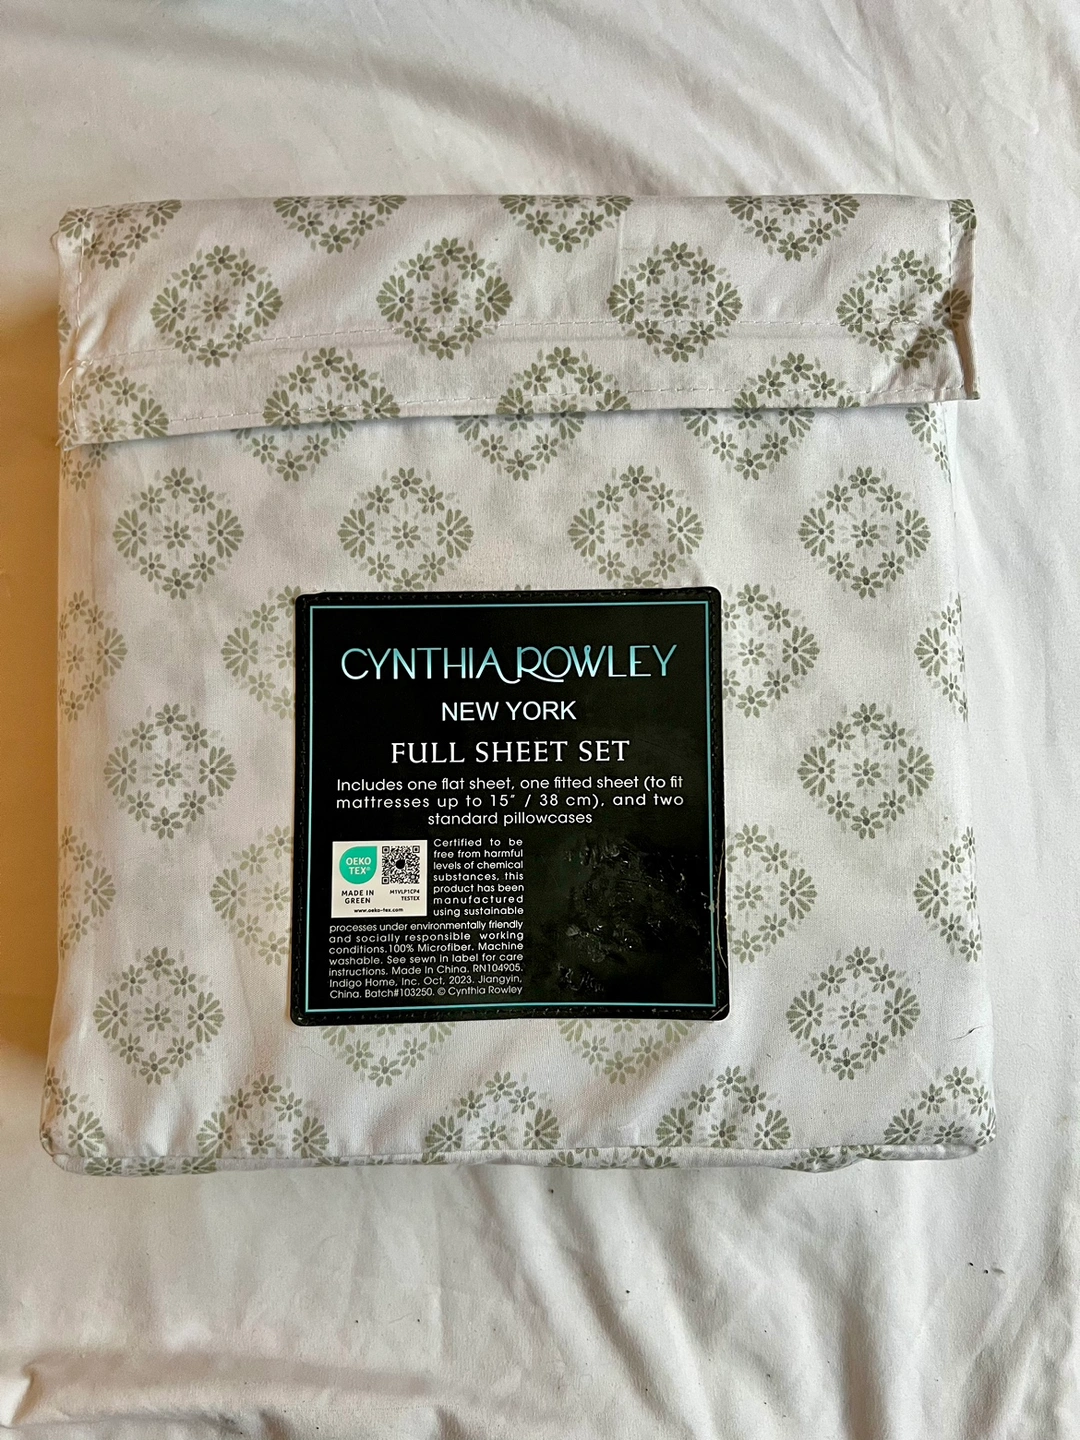 CYNTHIA ROWLEY
NEW YORK
FULL SHEET SET
Includes one flat sheet, one fitted sheet (to fit
mattresses up to 15″ / 38 cm), and two
standard pillowcases
OEKO
TEX®
MADE IN
GREEN
M1VLP1CP4
TESTEX
www.oeko-tex.com
Certified to be
free from harmful
levels of chemical
substances, this
product has been
manufactured
using sustainable
processes under environmentally friendly
and socially responsible working
conditions.100% Microfiber. Machine
washable. See sewn in label for care
instructions. Made In China. RN104905.
Indigo Home, Inc. Oct, 2023. Jiangyin,
China. Batch#103250. © Cynthia Rowley